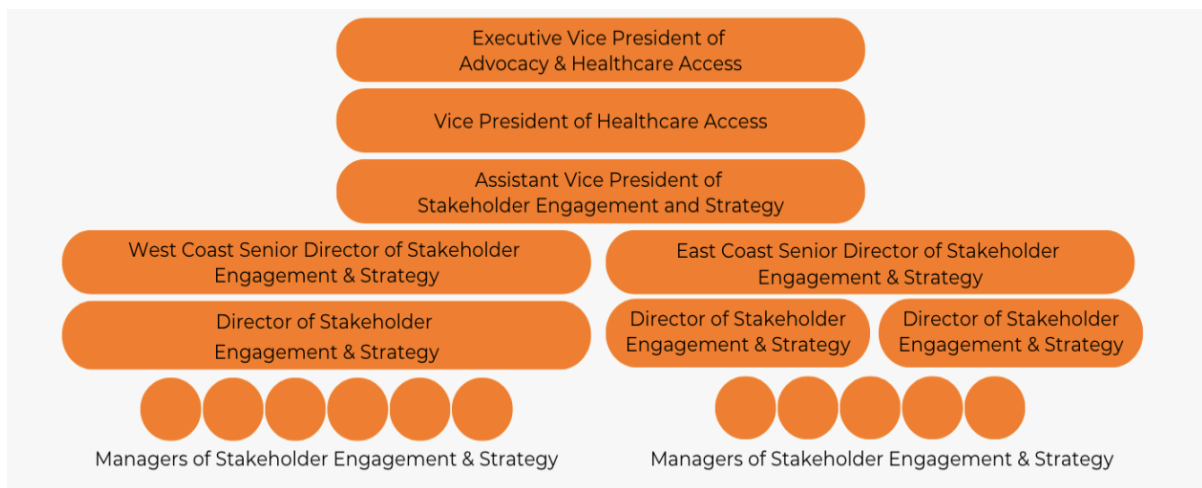 Executive Vice President of
Advocacy & Healthcare Access
Vice President of Healthcare Access
Assistant Vice President of
Stakeholder Engagement and Strategy
West Coast Senior Director of Stakeholder
Engagement & Strategy
East Coast Senior Director of Stakeholder
Engagement & Strategy
Director of Stakeholder
Engagement & Strategy
Director of Stakeholder
Engagement & Strategy
Director of Stakeholder
Engagement & Strategy
Managers of Stakeholder Engagement & Strategy
Managers of Stakeholder Engagement & Strategy